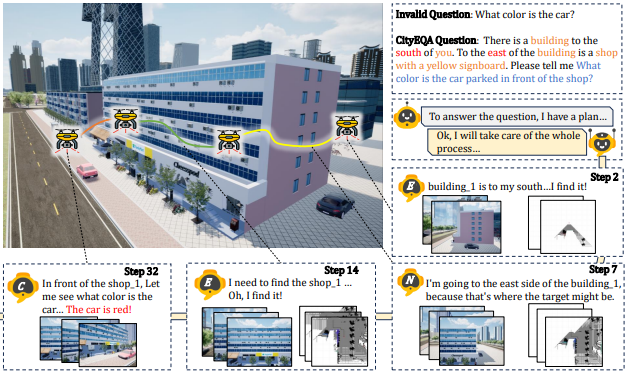 Invalid Question: What color is the car?
CityEQA Question: There is a building to the
south of you. To the east of the building is a shop
with a yellow signboard. Please tell me What
color is the car parked in front of the shop?
To answer the question, I have a plan...
Ok, I will take care of the whole
process...
Step 2
E
building_1 is to my south...I find it!
Step 7
N
I'm going to the east side of the building_1,
because that's where the target might be.
Step 14
E
I need to find the shop_1 ...
Oh, I find it!
Step 32
C
In front of the shop_1, Let
me see what color is the
car... The car is red!